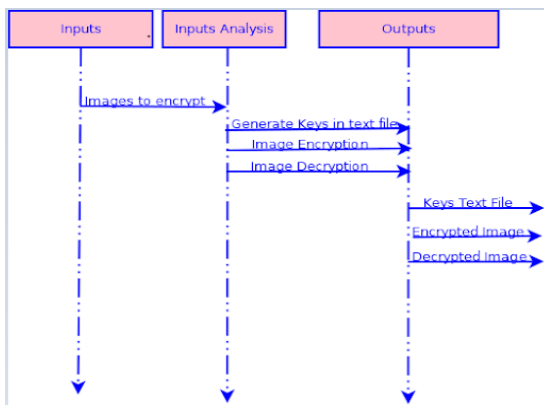 Inputs
Inputs Analysis
Outputs
Images to encrypt
Generate Keys in text file
Image Encryption
Image Decryption
Keys Text File
Encrypted Image
Decrypted Image